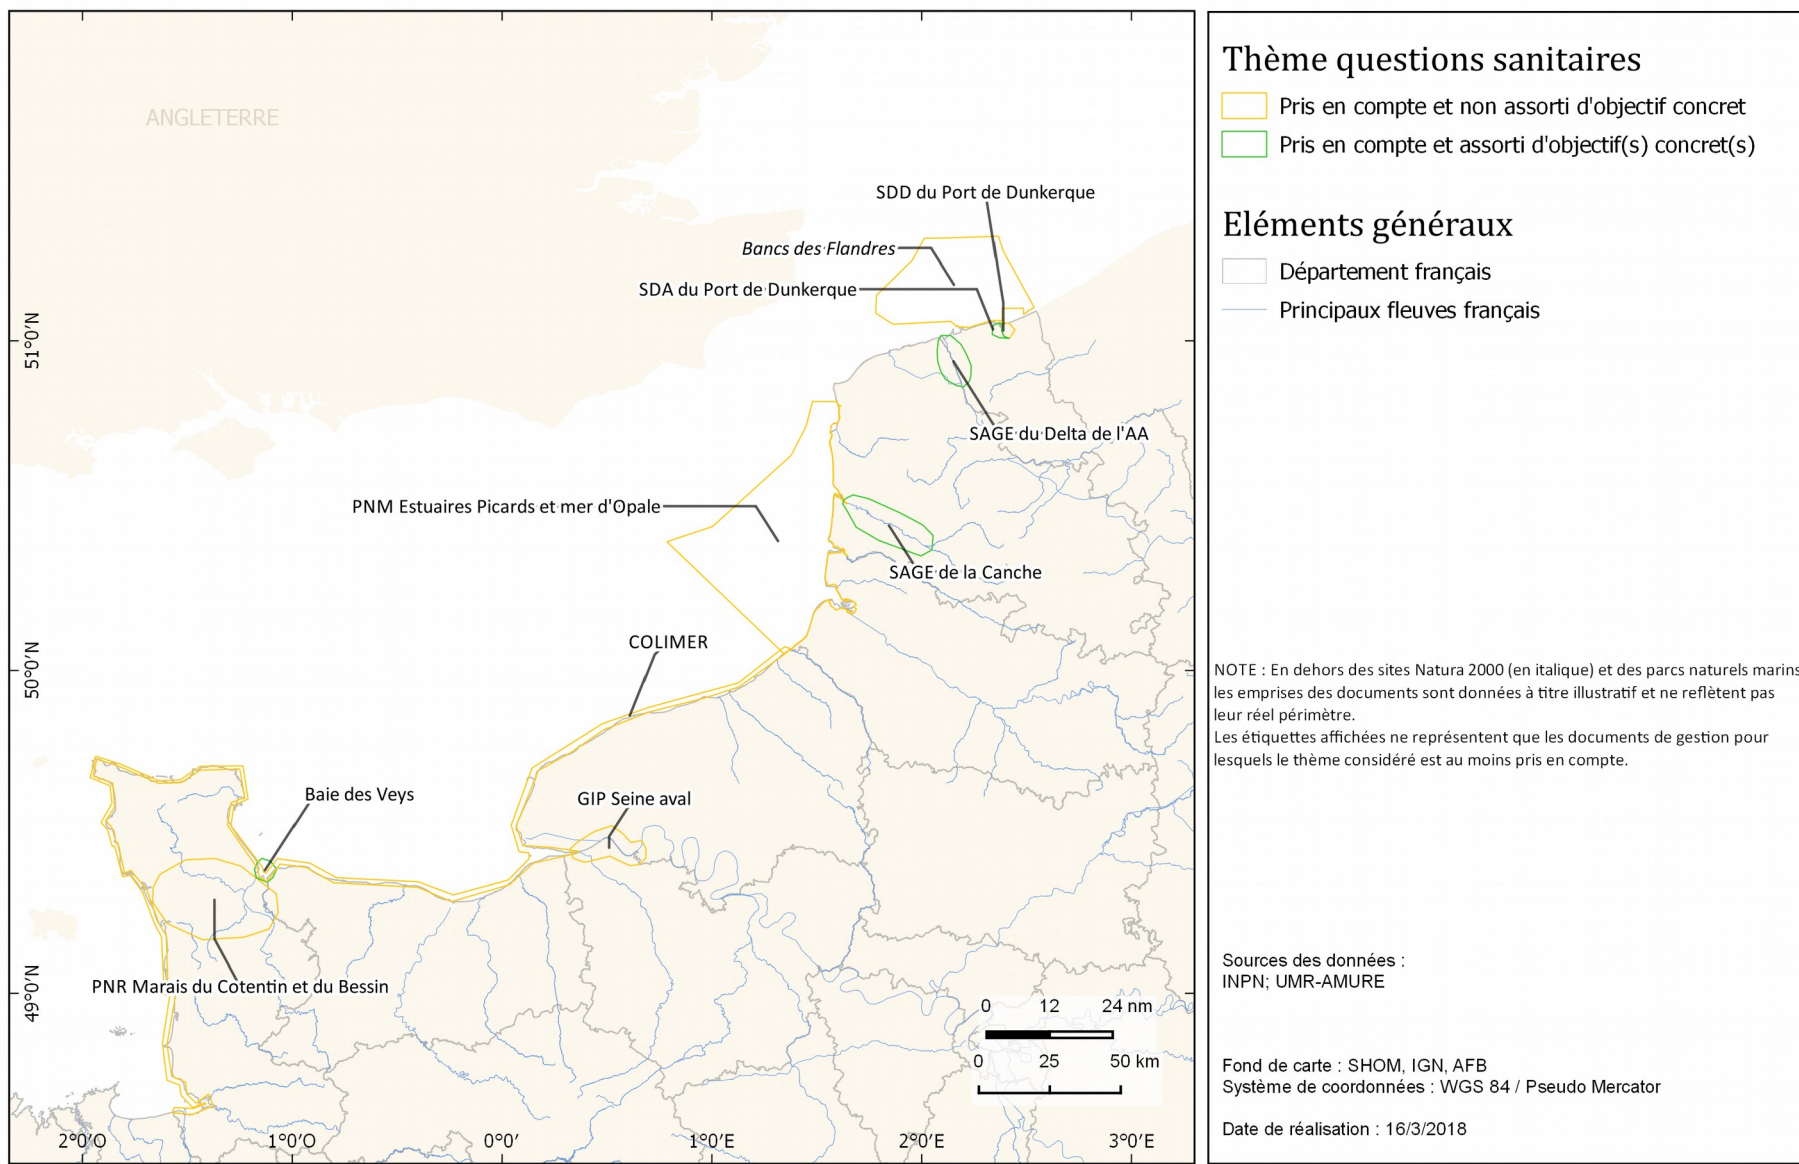 ANGLETERRE
SDD du Port de Dunkerque
Bancs des Flandres
SDA du Port de Dunkerque
51°0'N
SAGE du Delta de l'AA
PNM Estuaires Picards et mer d'Opale
SAGE de la Canche
COLIMER
50°0'N
Baie des Veys
GIP Seine aval
PNR Marais du Cotentin et du Bessin
49°0'N
0 12 24 nm
0 25 50 km
2°0'O 1°0'O 0°0' 1°0'E 2°0'E 3°0'E
Thème questions sanitaires
Pris en compte et non assorti d'objectif concret
Pris en compte et assorti d'objectif(s) concret(s)
Eléments généraux
Département français
Principaux fleuves français
NOTE : En dehors des sites Natura 2000 (en italique) et des parcs naturels marins
les emprises des documents sont données à titre illustratif et ne reflètent pas
leur réel périmètre.
Les étiquettes affichées ne représentent que les documents de gestion pour
lesquels le thème considéré est au moins pris en compte.
Sources des données :
INPN; UMR-AMURE
Fond de carte : SHOM, IGN, AFB
Système de coordonnées : WGS 84 / Pseudo Mercator
Date de réalisation : 16/3/2018